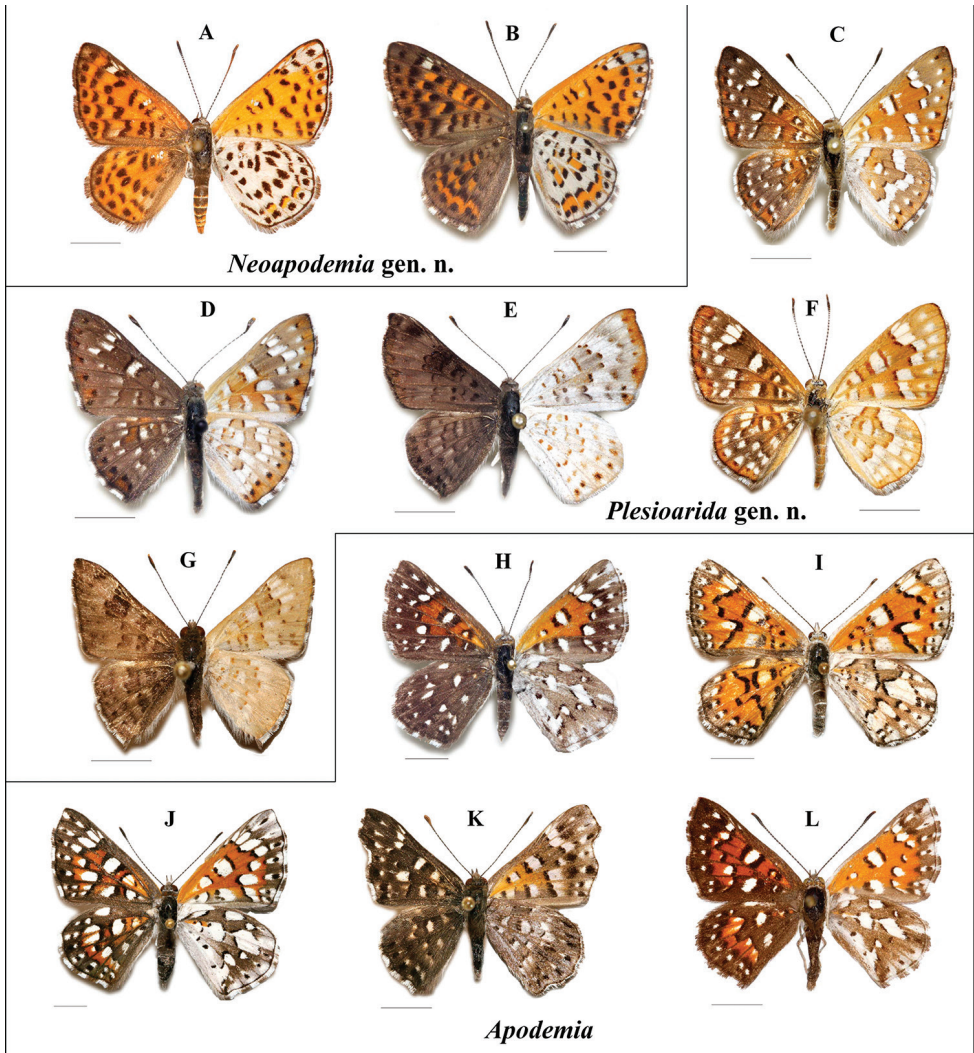 A
B
C
Neoapodemia gen. n.
D
E
F
Plesioarida gen. n.
G
H
I
J
K
L
Apodemia